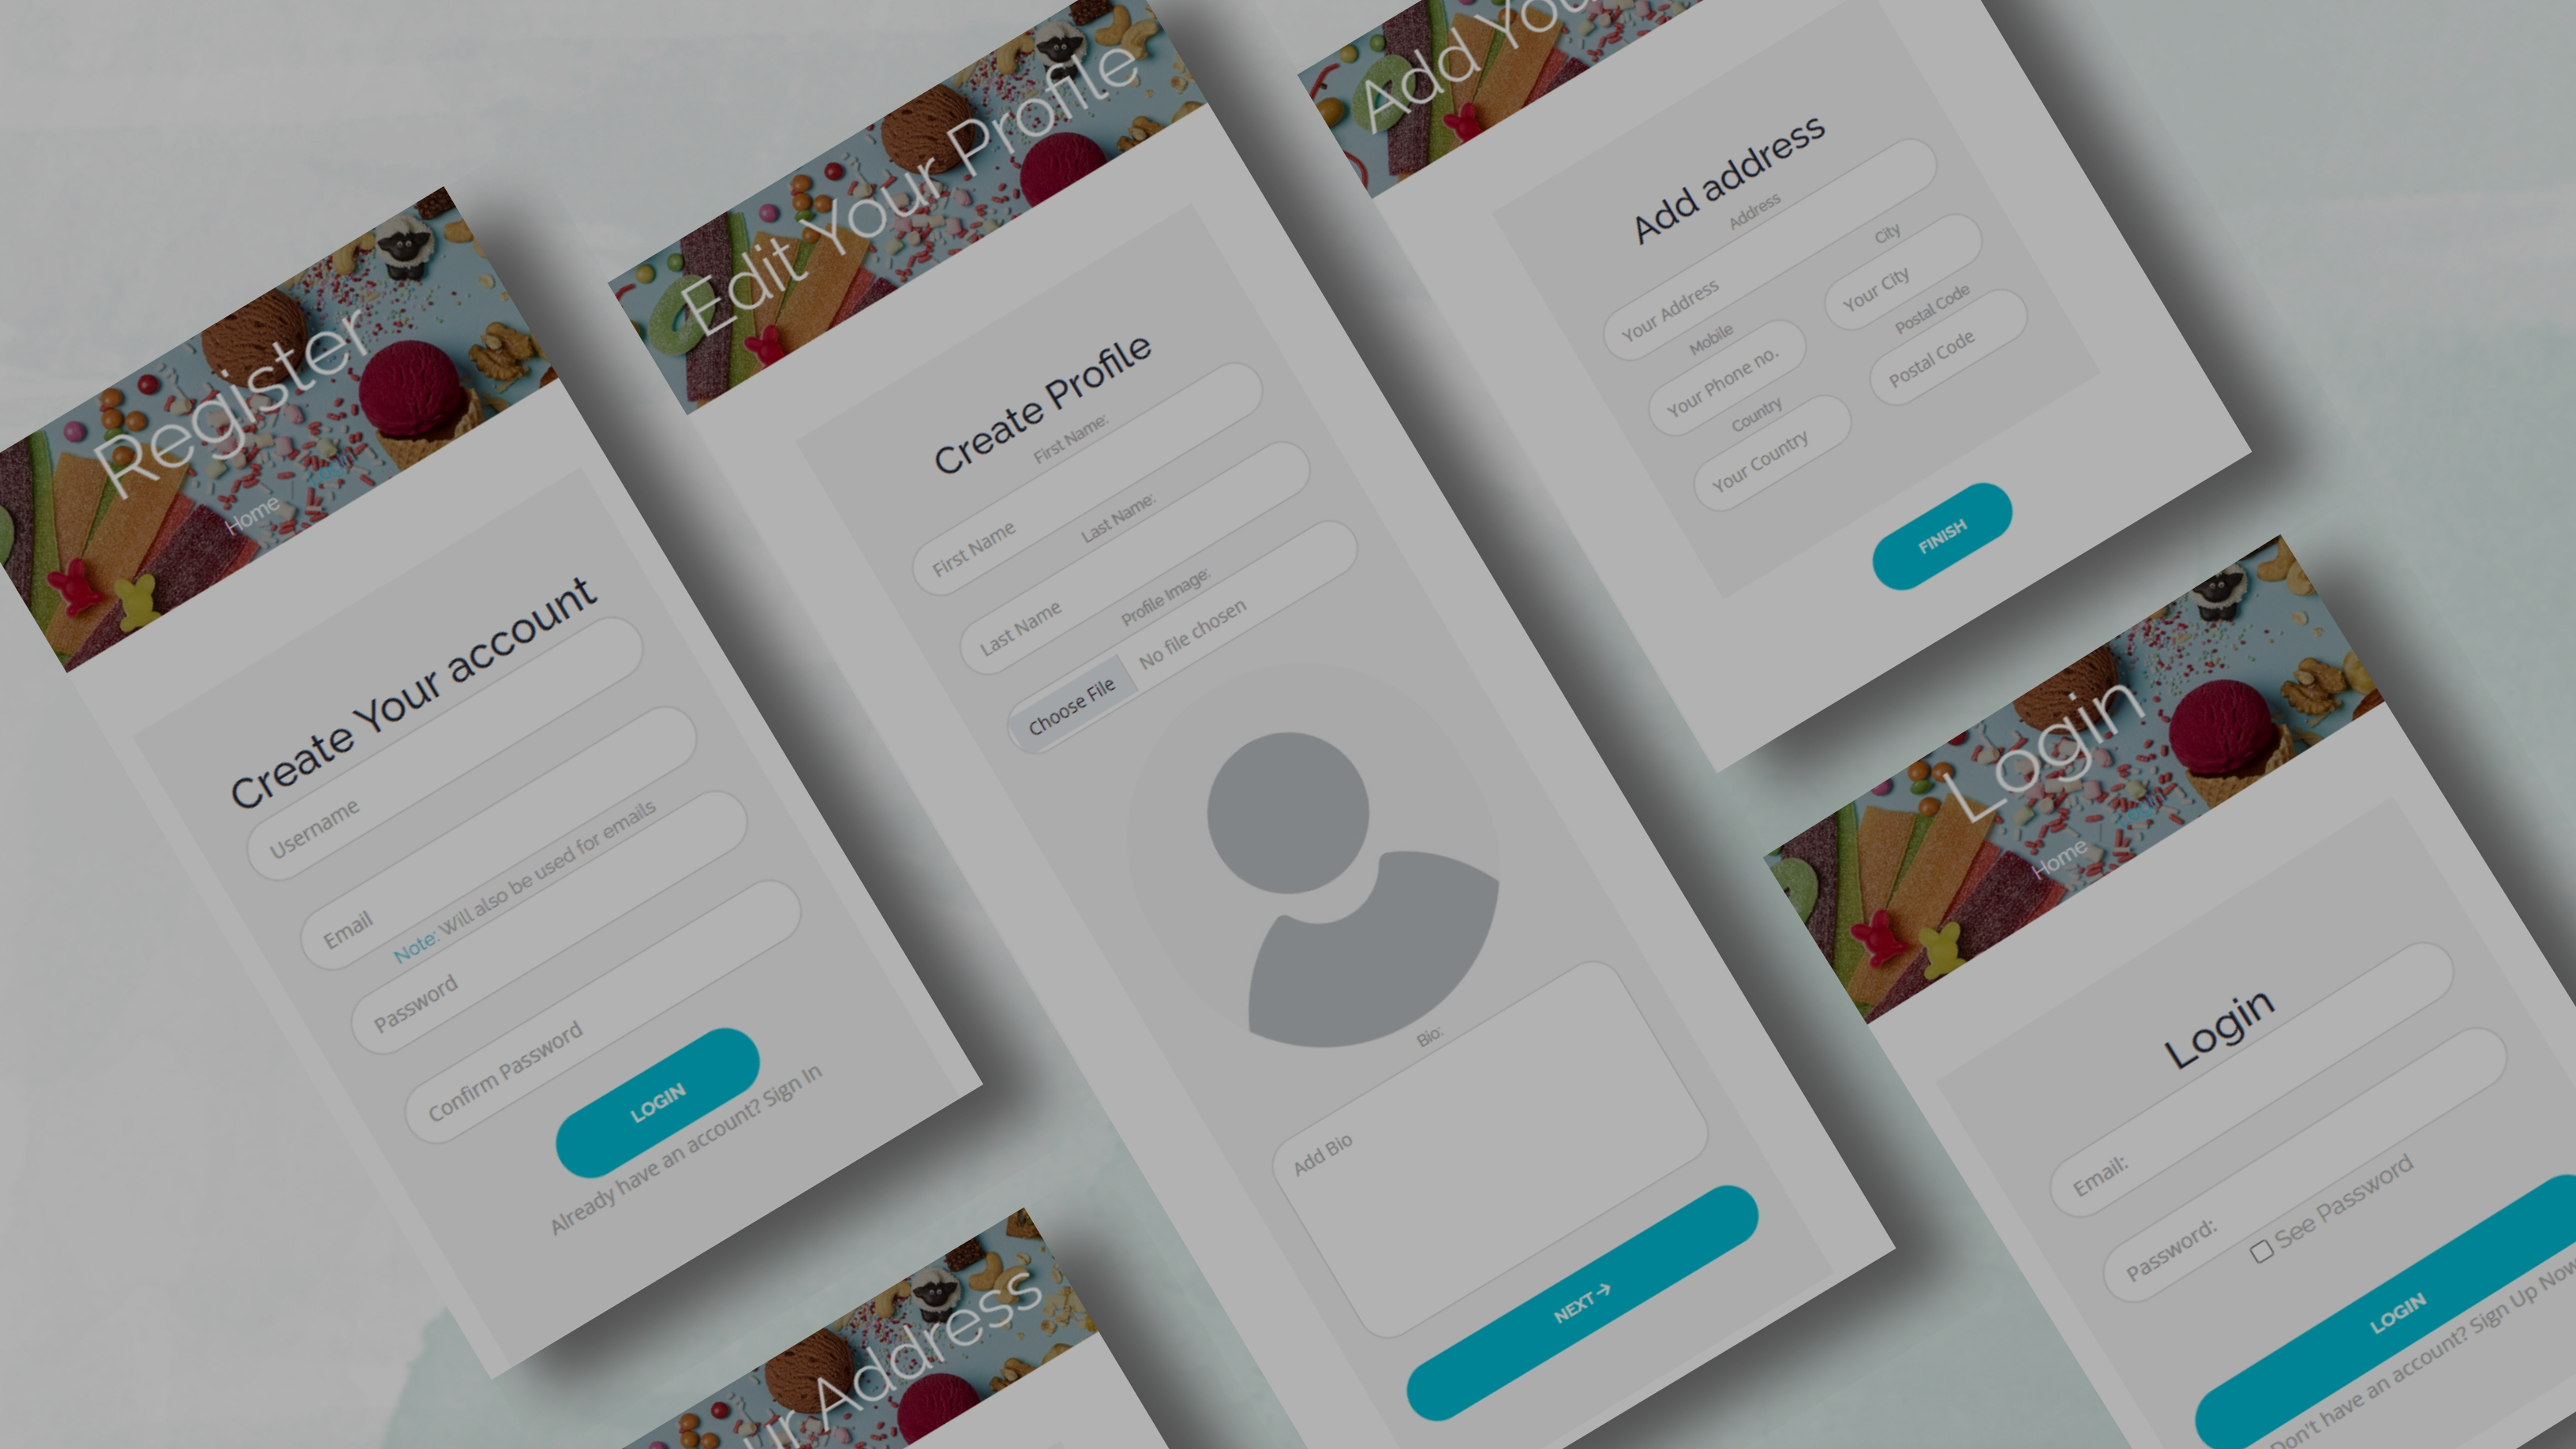 Register
Home
Create Your account
Username
Email
Note: Will also be used for emails
Password
Confirm Password
LOGIN
Already have an account? Sign In
Edit Your Profile
Create Profile
First Name:
First Name
Last Name:
Last Name
Profile Image:
Choose File No file chosen
Bio:
Add Bio
NEXT →
Add You
Add address
Address
Your Address
Mobile
City
Your Phone no.
Your City
Country
Postal Code
Your Country
Postal Code
FINISH
Login
Home
Login
Email:
Password:
See Password
LOGIN
Don't have an account? Sign Up Now
ur Address